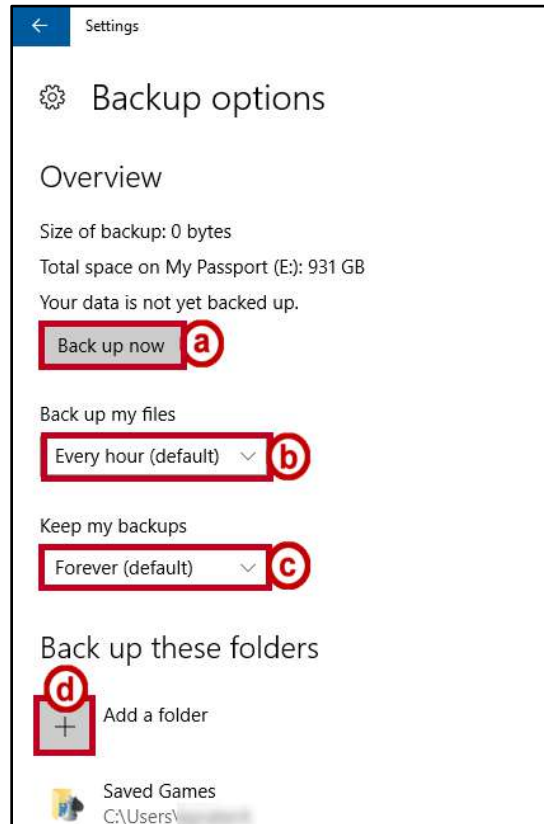 Settings
Backup options
Overview
Size of backup: 0 bytes
Total space on My Passport (E:): 931 GB
Your data is not yet backed up.
Back up now a
Back up my files
Every hour (default) b
Keep my backups
Forever (default) c
Back up these folders
d
Add a folder
Saved Games
C:\Users\